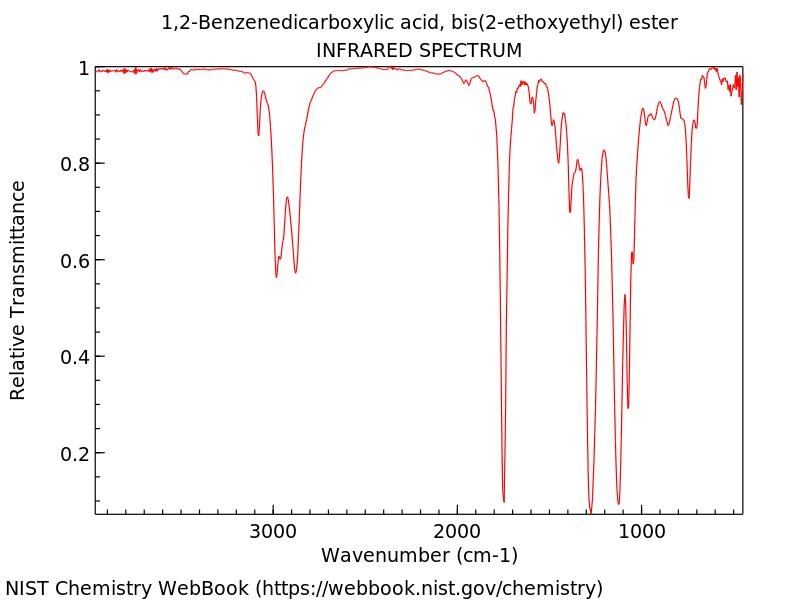 1,2-Benzenedicarboxylic acid, bis(2-ethoxyethyl) ester
INFRARED SPECTRUM
1
0.8
0.6
0.4
0.2
Relative Transmittance
3000 2000 1000
Wavenumber (cm-1)
NIST Chemistry WebBook (https://webbook.nist.gov/chemistry)